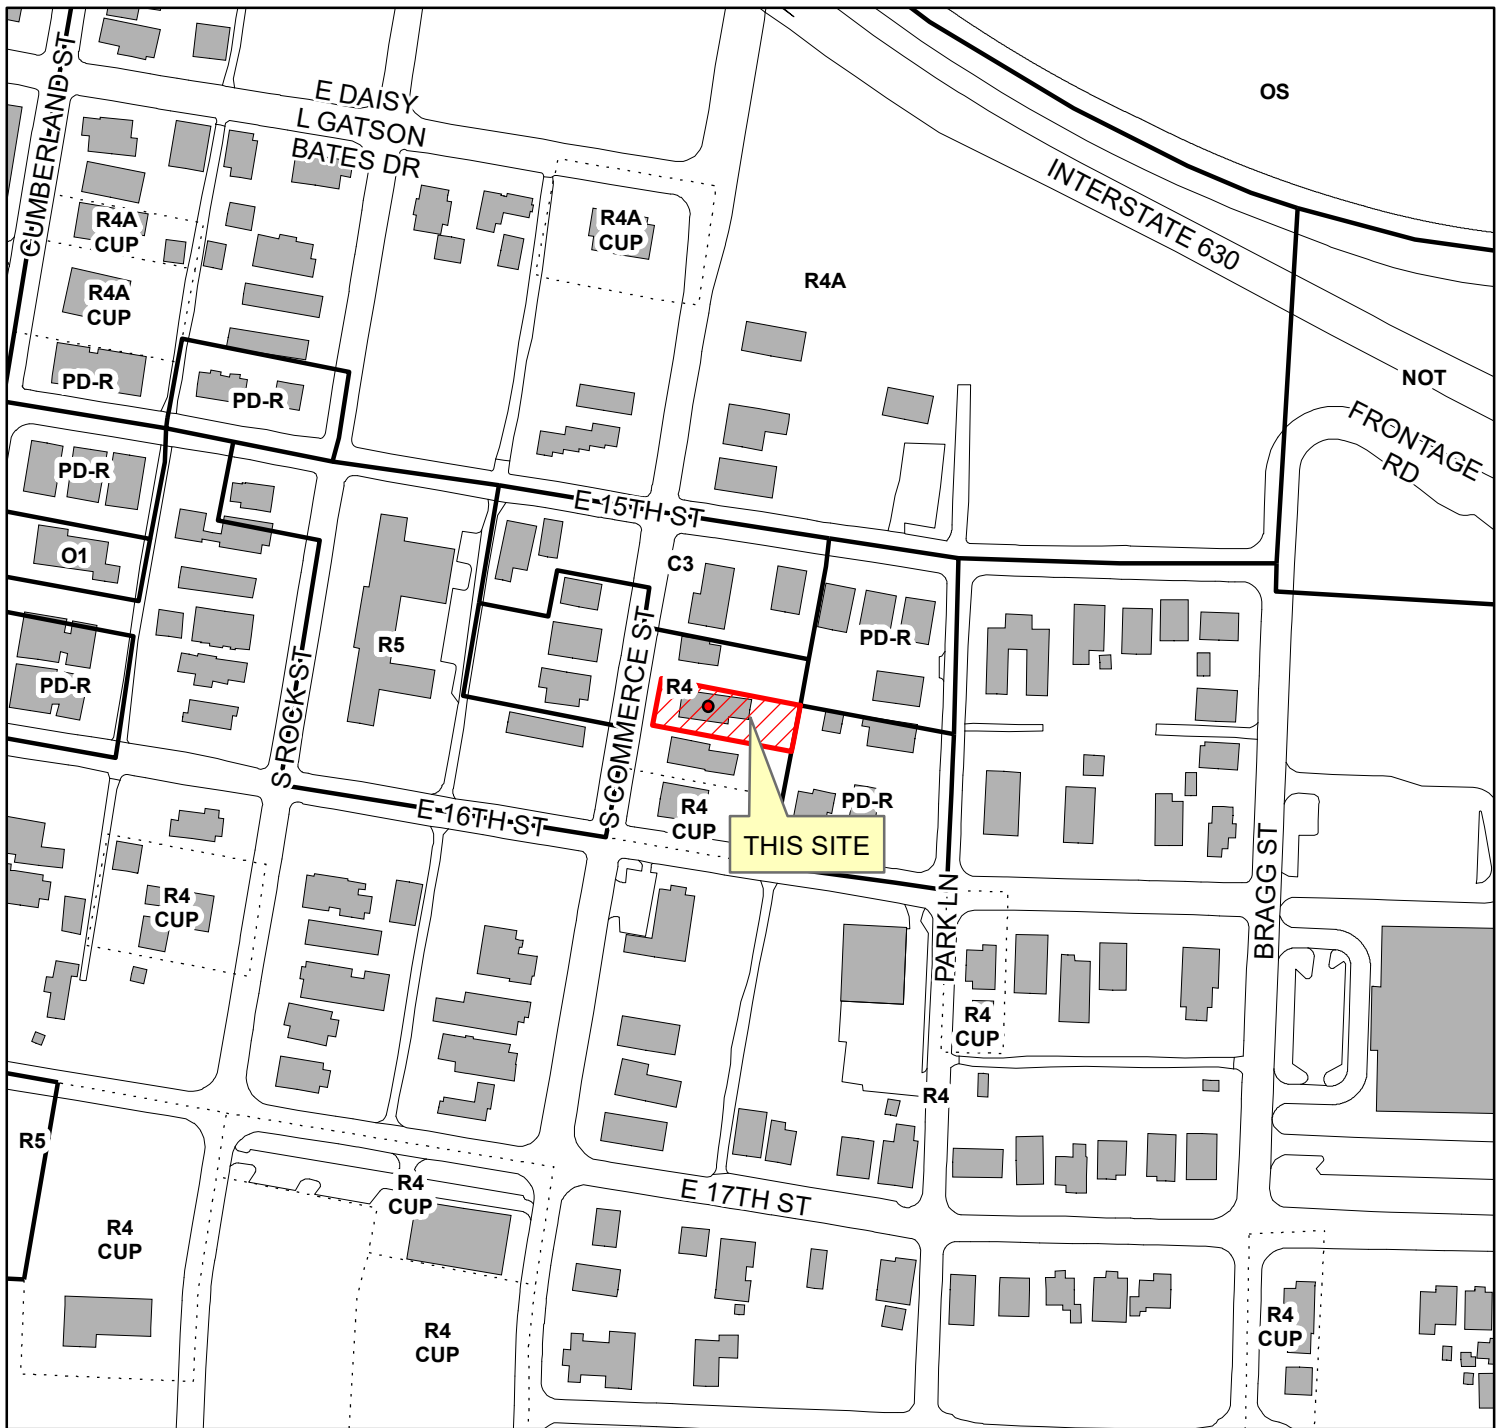 CUMBERLAND ST
E DAISY
L GATSON
BATES DR
OS
INTERSTATE 630
R4A
CUP
R4A
CUP
R4A
R4A
CUP
PD-R
PD-R
NOT
FRONTAGE
RD
PD-R
E 15TH ST
O1
C3
R5
PD-R
PD-R
S ROCK ST
S COMMERCE ST
R4
E 16TH ST
R4
CUP
PD-R
THIS SITE
BRAGG ST
R4
CUP
PARK LN
R4
CUP
R4
R5
R4
CUP
E 17TH ST
R4
CUP
R4
CUP
R4
CUP